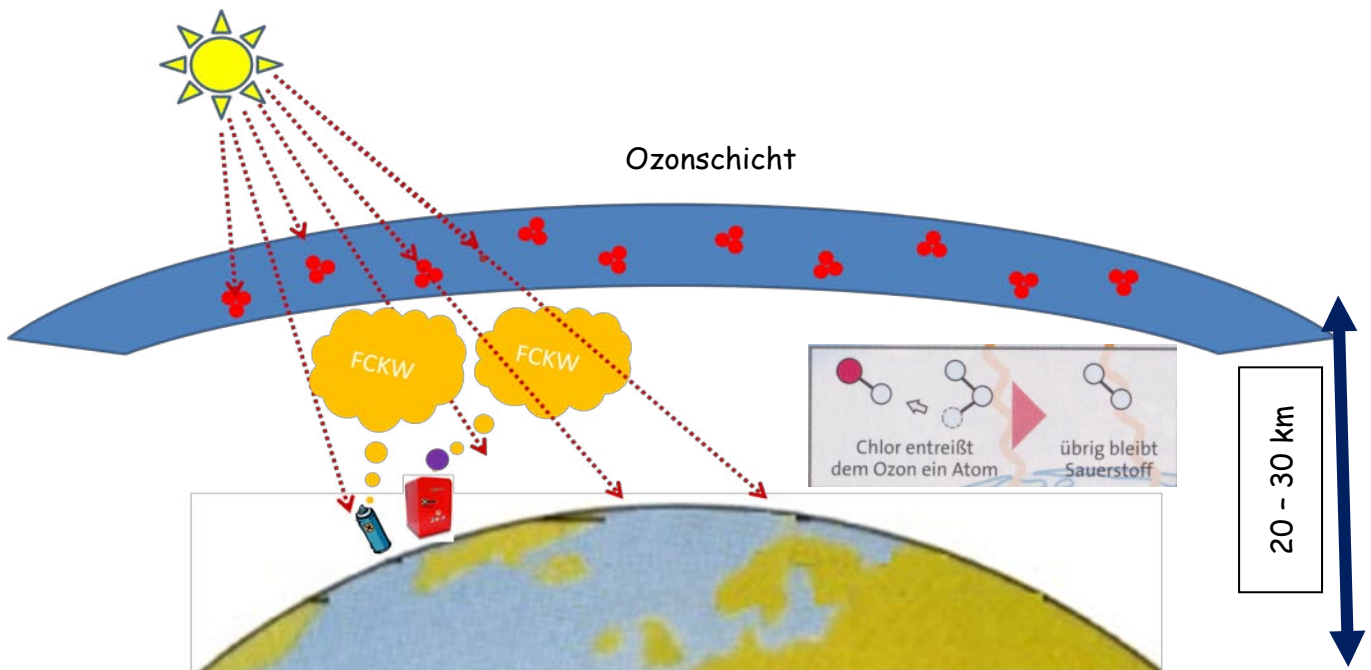 Ozonschicht
FCKW
FCKW
Chlor entreißt
dem Ozon ein Atom
übrig bleibt
Sauerstoff
20 - 30 km